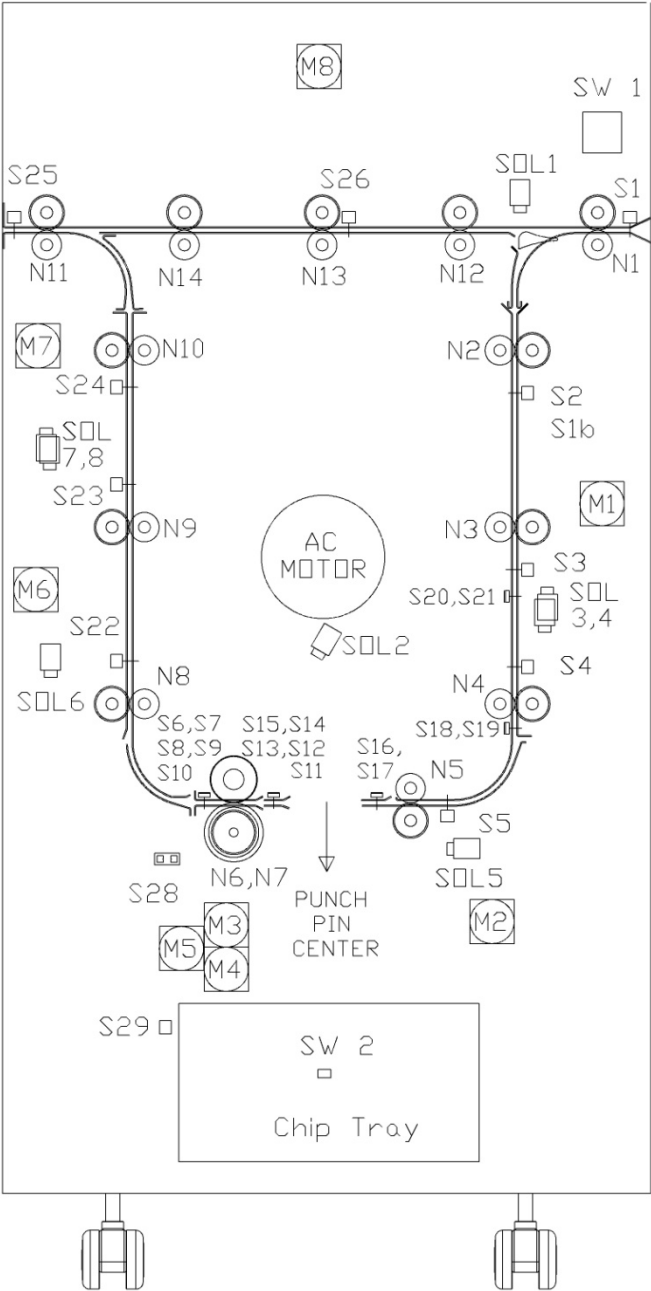 M8
SW 1
S25
S26
SOL1
S1
N11
N14
N13
N12
N1
M7
N10
N2
S24
S2
SOL
7,8
S1b
S23
M1
N9
AC
MOTOR
N3
M6
S3
S20,S21
SOL
3,4
S22
SOL2
S4
SOL6
N8
N4
S6,S7
S8,S9
S10
S15,S14
S13,S12
S11
S16,
S17
S18,S19
N5
S5
SOL5
S28
N6,N7
PUNCH
PIN
CENTER
M2
M3
M5
M4
S29
SW 2
Chip Tray